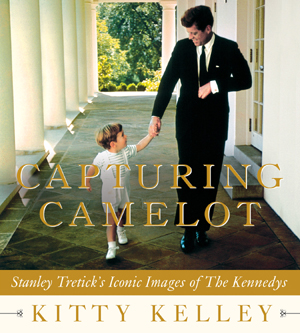 CAPTURING
CAMELOT
Stanley Tretick's Iconic Images of The Kennedys
KITTY KELLEY